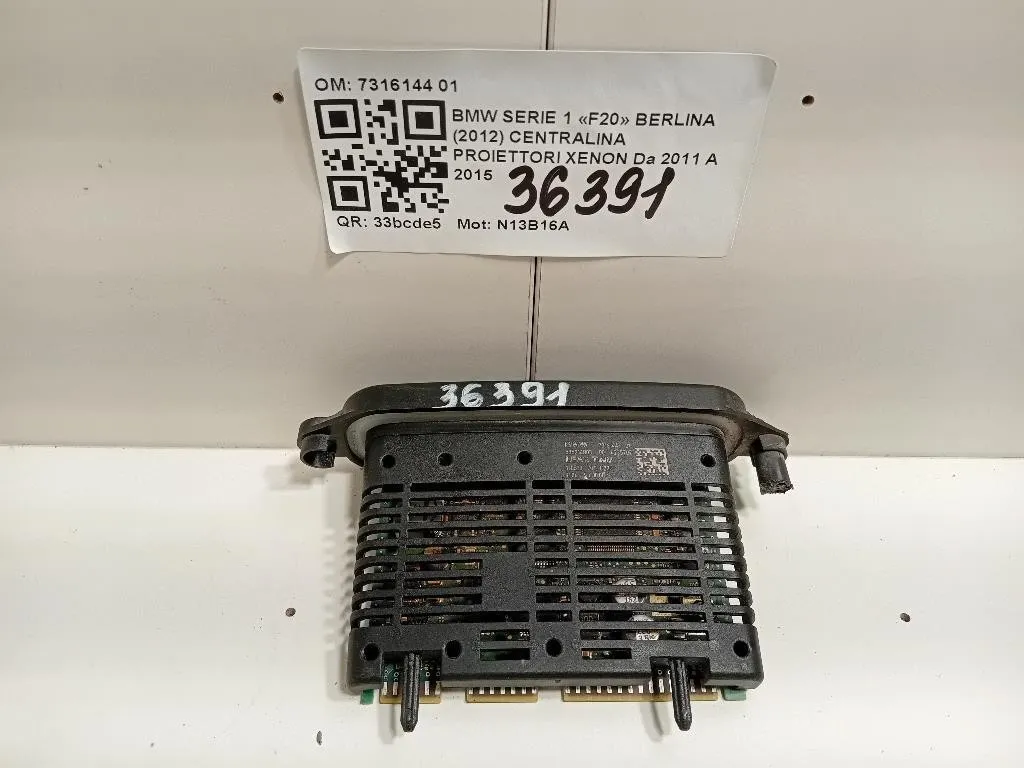 OM: 7316144 01
BMW SERIE 1 «F20» BERLINA
(2012) CENTRALINA
PROIETTORI XENON Da 2011 A
2015
36391
QR: 33bcde5 Mot: N13B16A
36391